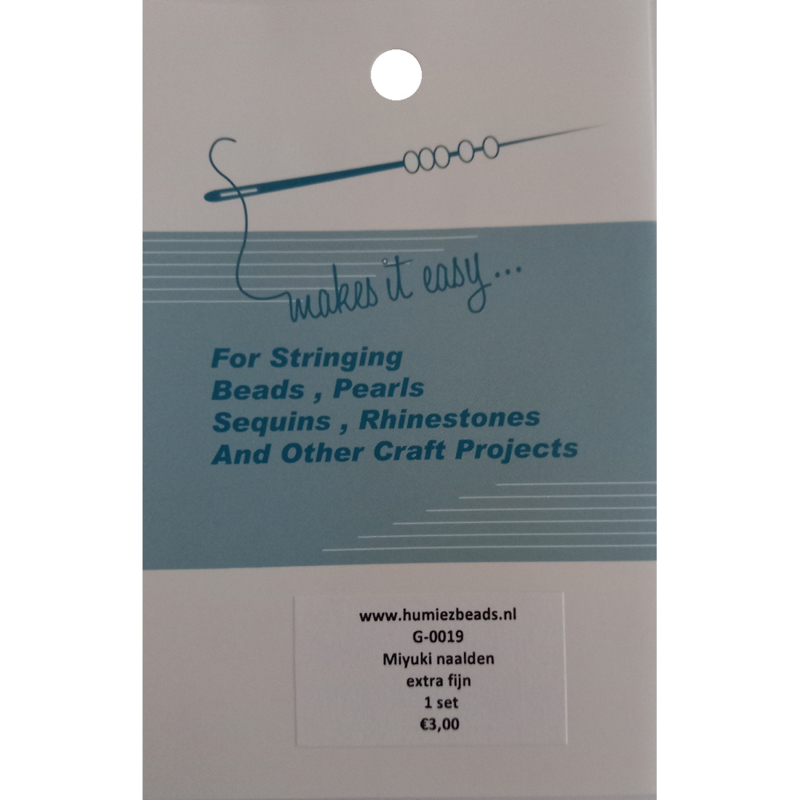 makes it easy...
For Stringing
Beads , Pearls
Sequins , Rhinestones
And Other Craft Projects
www.humiezbeads.nl
G-0019
Miyuki naalden
extra fijn
1 set
€3,00